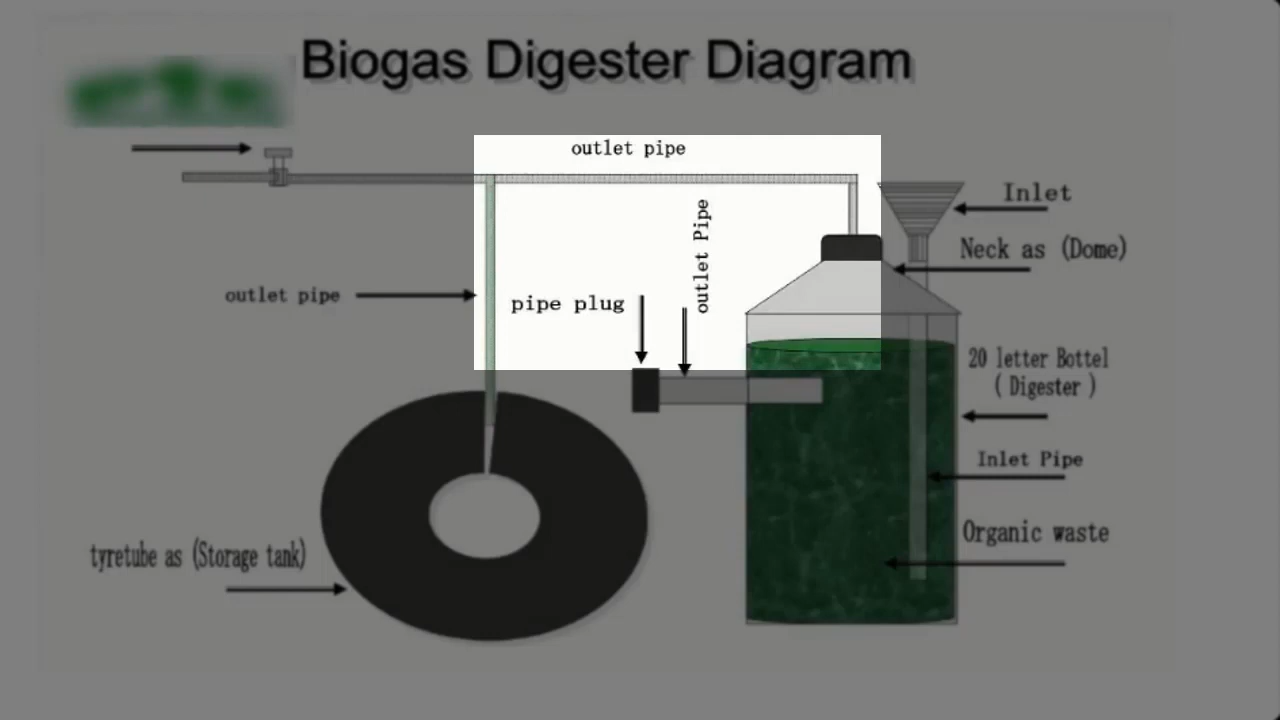 Biogas Digester Diagram
outlet pipe
Inlet
Neck as (Dome)
outlet pipe
pipe plug
outlet Pipe
20 letter Bottel
( Digester )
Inlet Pipe
Organic waste
tyretube as (Storage tank)